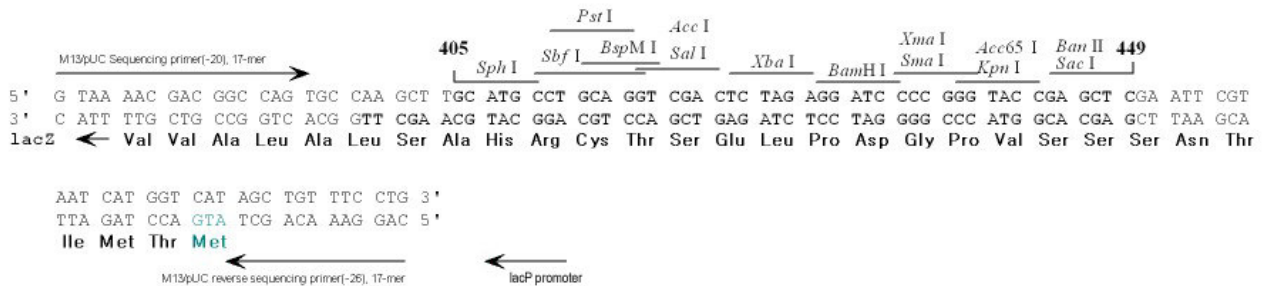 Pst I Acc I Xma I
M13/pUC Sequencing primer(-20), 17-mer 405 Sbf I BspM I Sal I Xba I Sma I Acc65 I Ban II 449
Sph I BamH I Kpn I Sac I
5' G TAA AAC GAC GGC CAG TGC CAA GCT TGC ATG CCT GCA GGT CGA CTC TAG AGG ATC CCC GGG TAC CGA GCT CGA ATT CGT
3' C ATT TTG CTG CCG GTC ACG GTT CGA ACG TAC GGA CGT CCA GCT GAG ATC TCC TAG GGG CCC ATG GCA CGA GCT TAA GCA
lacZ Val Val Ala Leu Ala Leu Ser Ala His Arg Cys Thr Ser Glu Leu Pro Asp Gly Pro Val Ser Ser Ser Asn Thr
AAT CAT GGT CAT AGC TGT TTC CTG 3'
TTA GAT CCA GTA TCG ACA AAG GAC 5'
Ile Met Thr Met
M13/pUC reverse sequencing primer(-26), 17-mer lacP promoter